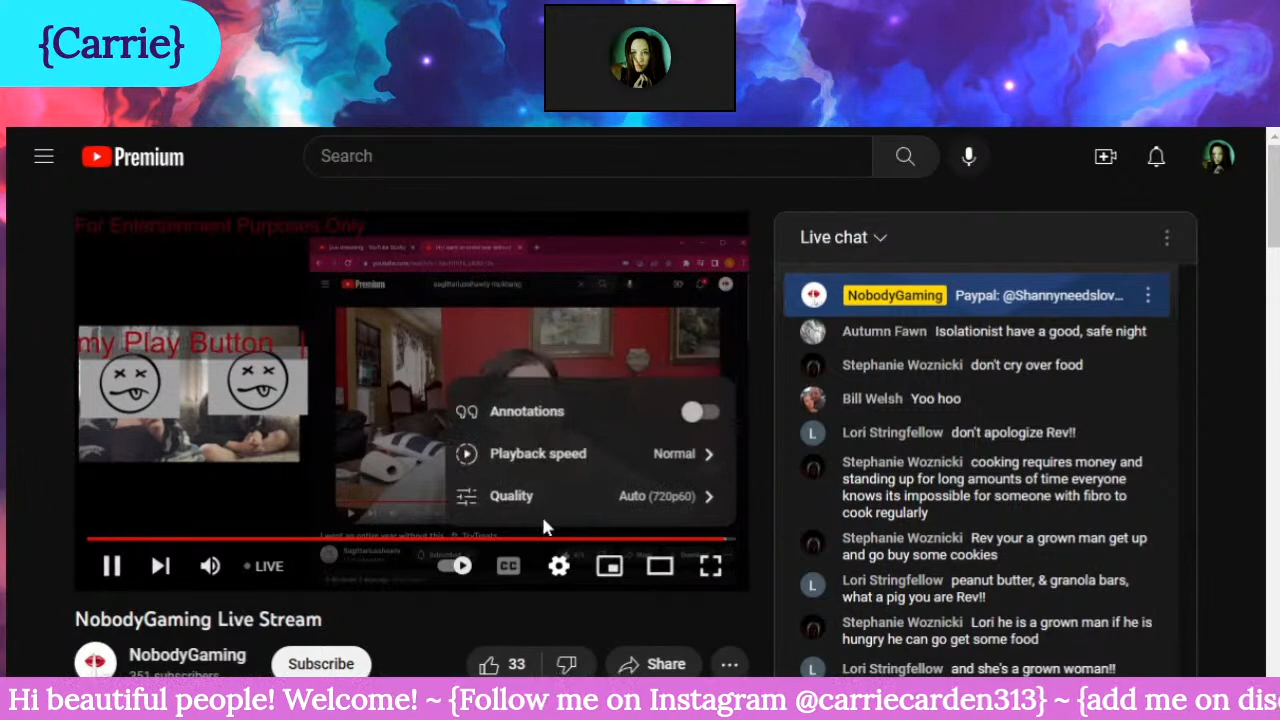 {Carrie}
Premium
Search
For Entertainment Purposes Only
Premium
my Play Button
Annotations
Playback speed Normal
Quality Auto (720p60)
LIVE
CC
NobodyGaming Live Stream
NobodyGaming
351 subscribers
Subscribe
33
Share
Live chat
NobodyGaming Paypal: @Shannyneedslov...
Autumn Fawn Isolationist have a good, safe night
Stephanie Woznicki don't cry over food
Bill Welsh Yoo hoo
L Lori Stringfellow don't apologize Rev!!
Stephanie Woznicki cooking requires money and
standing up for long amounts of time everyone
knows its impossible for someone with fibro to
cook regularly
Stephanie Woznicki Rev your a grown man get up
and go buy some cookies
L Lori Stringfellow peanut butter, & granola bars,
what a pig you are Rev!!
Stephanie Woznicki Lori he is a grown man if he is
hungry he can go get some food
L Lori Stringfellow and she's a grown woman!!
Hi beautiful people! Welcome! ~ {Follow me on Instagram @carriecarden313} ~ {add me on dis